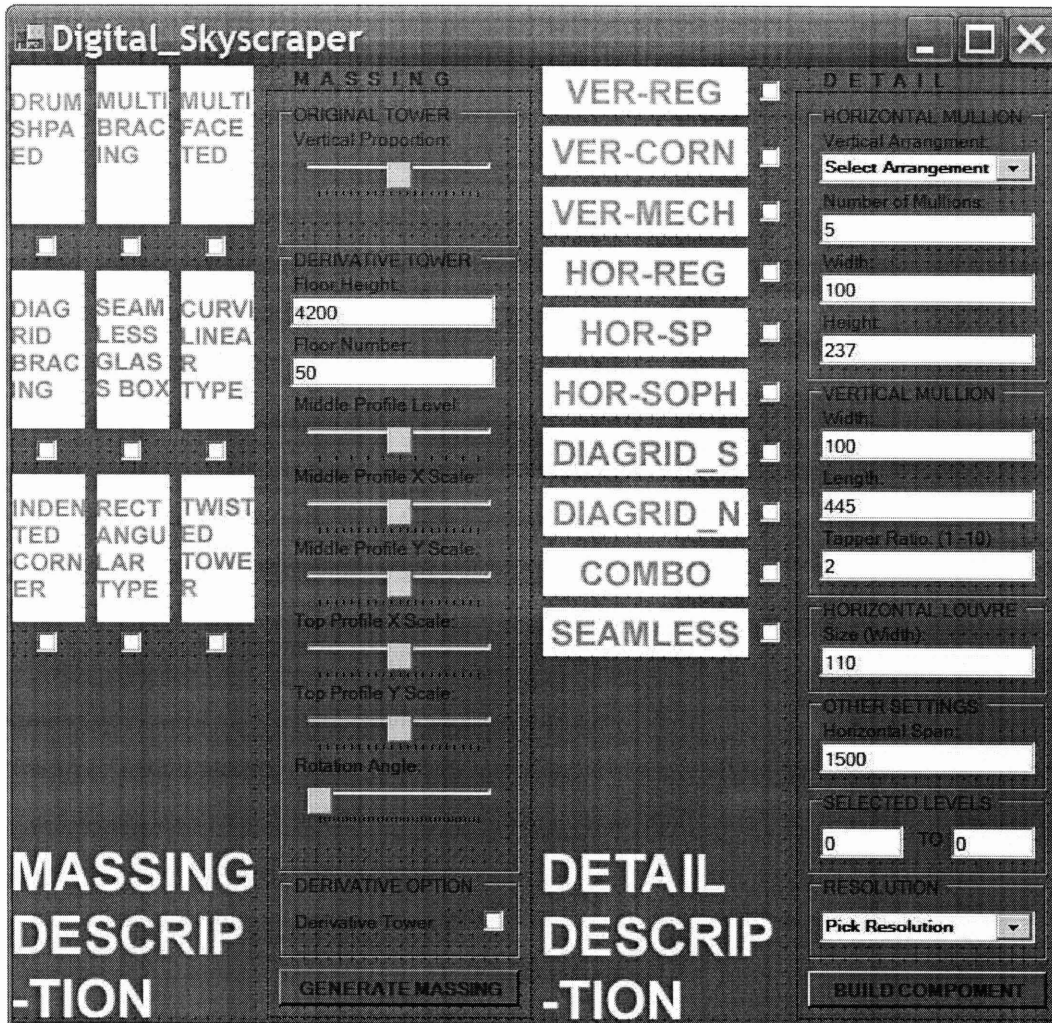 Digital_Skyscraper
DRUM
SHPA
ED
MULTI
BRAC
ING
MULTI
FACE
TED
DIAG
RID
BRAC
ING
SEAM
LESS
GLAS
S BOX
CURVI
LINEA
R
TYPE
INDEN
TED
CORN
ER
RECT
ANGU
LAR
TYPE
TWIST
ED
TOWE
R
MASSING
DESCRIP
-TION
MASSING
ORIGINAL TOWER
Vertical Proportion:
DERIVATIVE TOWER
Floor Height:
4200
Floor Number:
50
Middle Profile Level:
Middle Profile X Scale:
Middle Profile Y Scale:
Top Profile X Scale:
Top Profile Y Scale:
Rotation Angle:
DERIVATIVE OPTION
Derivative Tower
GENERATE MASSING
VER-REG
VER-CORN
VER-MECH
HOR-REG
HOR-SP
HOR-SOPH
DIAGRID_S
DIAGRID_N
COMBO
SEAMLESS
DETAIL
DESCRIP
-TION
DETAIL
HORIZONTAL MULLION
Vertical Arrangment:
Select Arrangement
Number of Mullions:
5
Width:
100
Height:
237
VERTICAL MULLION
Width:
100
Length:
445
Tapper Ratio: (1~10)
2
HORIZONTAL LOUVRE
Size (Width):
110
OTHER SETTINGS
Horizontal Span:
1500
SELECTED LEVELS
0 TO 0
RESOLUTION
Pick Resolution
BUILD COMPOMENT